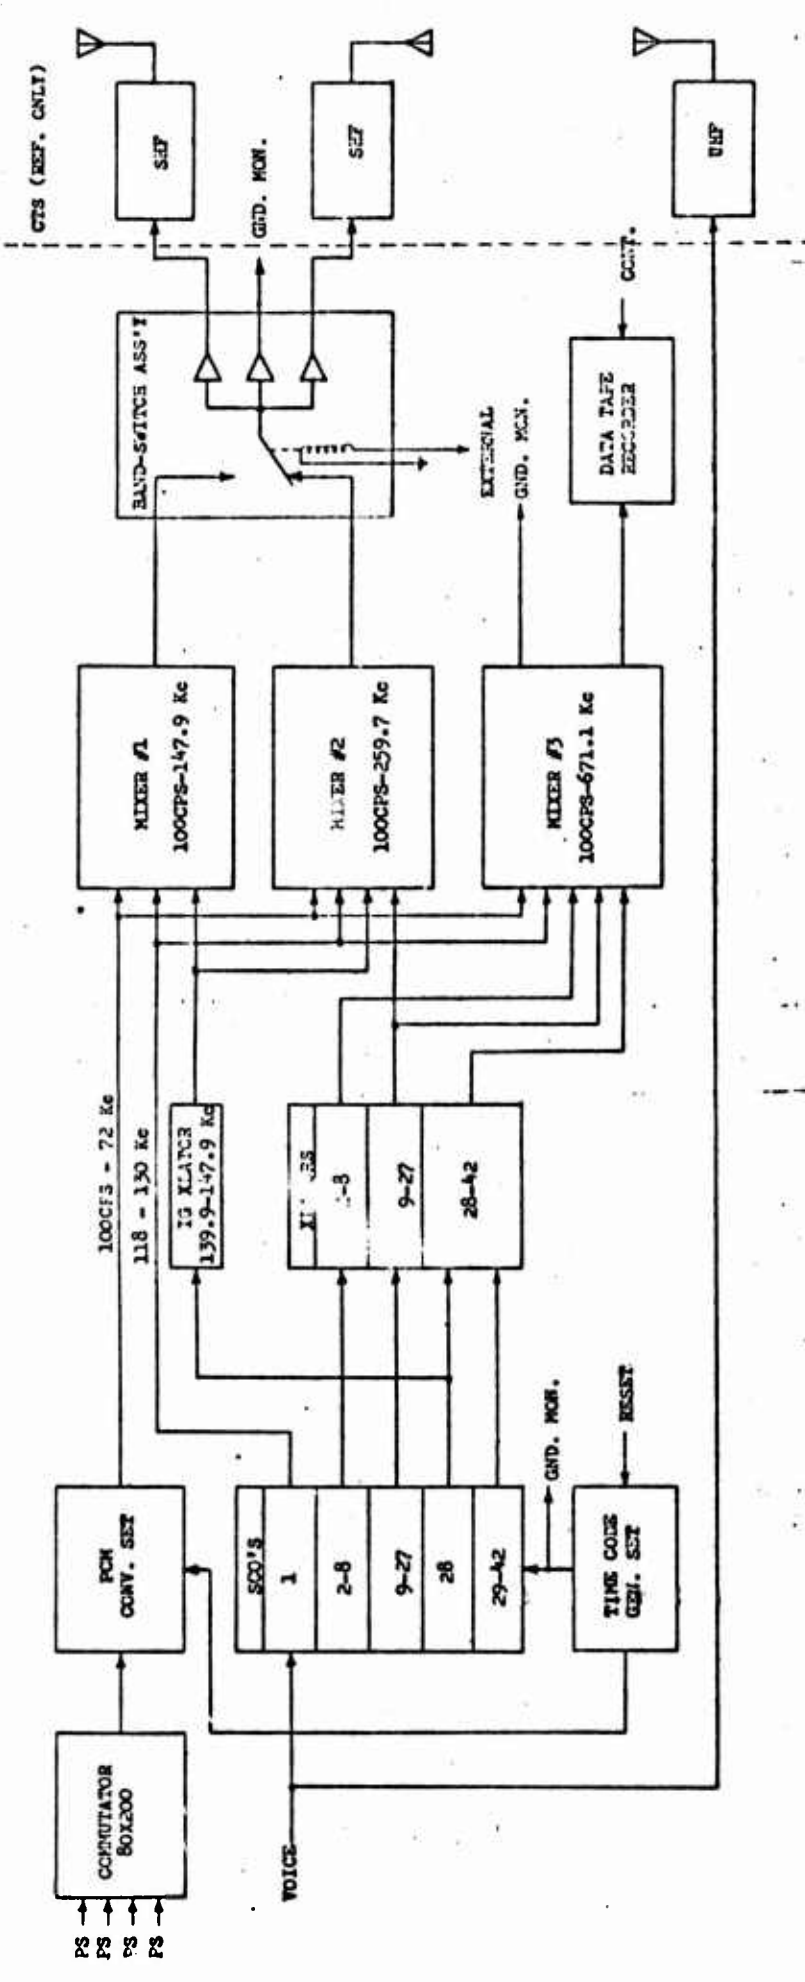 PS
PS
PS
PS
COMMUTATOR
80X200
PCM
CONV. SET
100CPS - 72 Kc
118 - 130 Kc
VOICE
SCO'S
1
2-8
9-27
28
29-42
TIME CODE
GEN. SET
RESET
GND. MON.
IG XLATOR
139.9-147.9 Kc
9-27
28-42
MIXER #1
100CPS-147.9 Kc
MIXER #2
100CPS-259.7 Kc
MIXER #3
100CPS-671.1 Kc
BAND-SWITCH ASS'Y
EXTERNAL
GND. MON.
DATA TAPE
RECORDER
CONT.
GND. MON.
CTS (REF. ONLY)
SHF
SHF
UHF